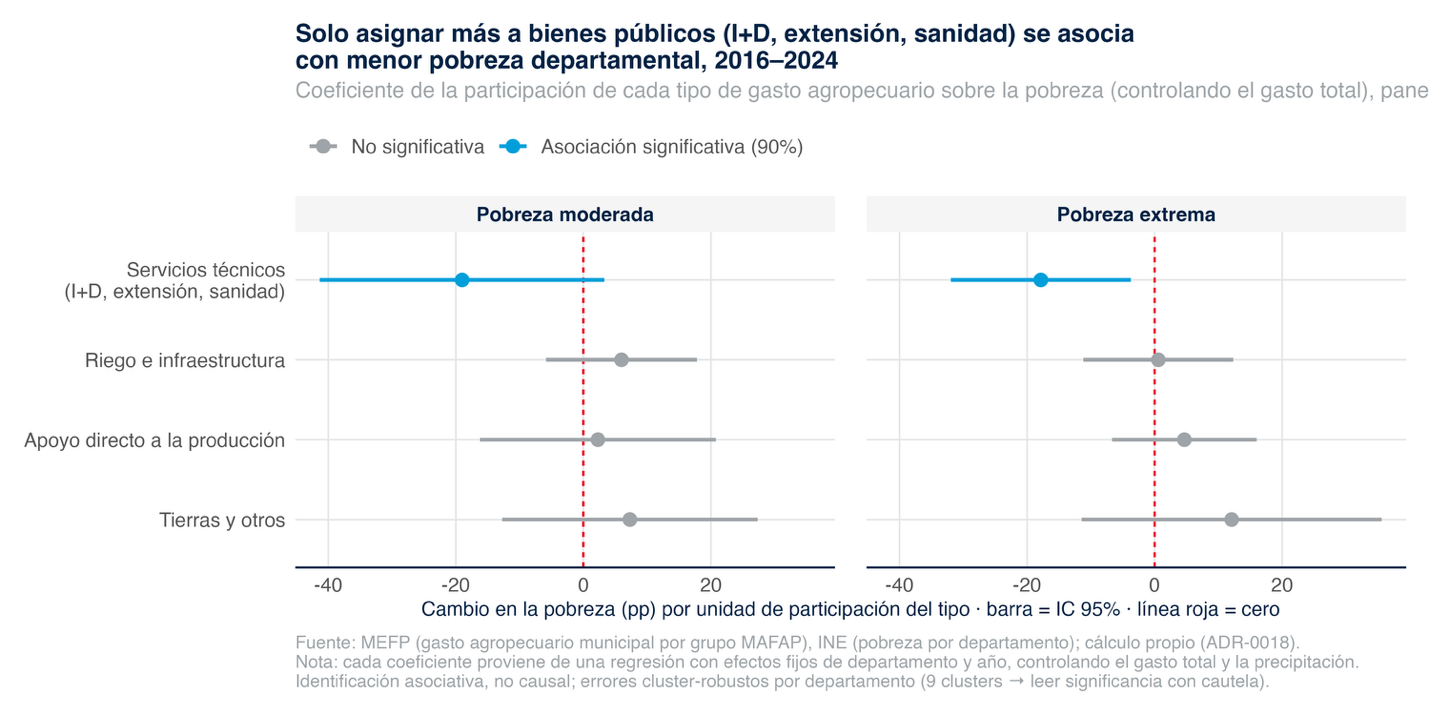 Solo asignar más a bienes públicos (I+D, extensión, sanidad) se asocia
con menor pobreza departamental, 2016–2024
Coeficiente de la participación de cada tipo de gasto agropecuario sobre la pobreza (controlando el gasto total), pane
No significativa
Asociación significativa (90%)
Pobreza moderada
Pobreza extrema
Servicios técnicos
(I+D, extensión, sanidad)
Riego e infraestructura
Apoyo directo a la producción
Tierras y otros
-40 -20 0 20
-40 -20 0 20
Cambio en la pobreza (pp) por unidad de participación del tipo · barra = IC 95% · línea roja = cero
Fuente: MEFP (gasto agropecuario municipal por grupo MAFAP), INE (pobreza por departamento); cálculo propio (ADR-0018).
Nota: cada coeficiente proviene de una regresión con efectos fijos de departamento y año, controlando el gasto total y la precipitación.
Identificación asociativa, no causal; errores cluster-robustos por departamento (9 clusters → leer significancia con cautela).